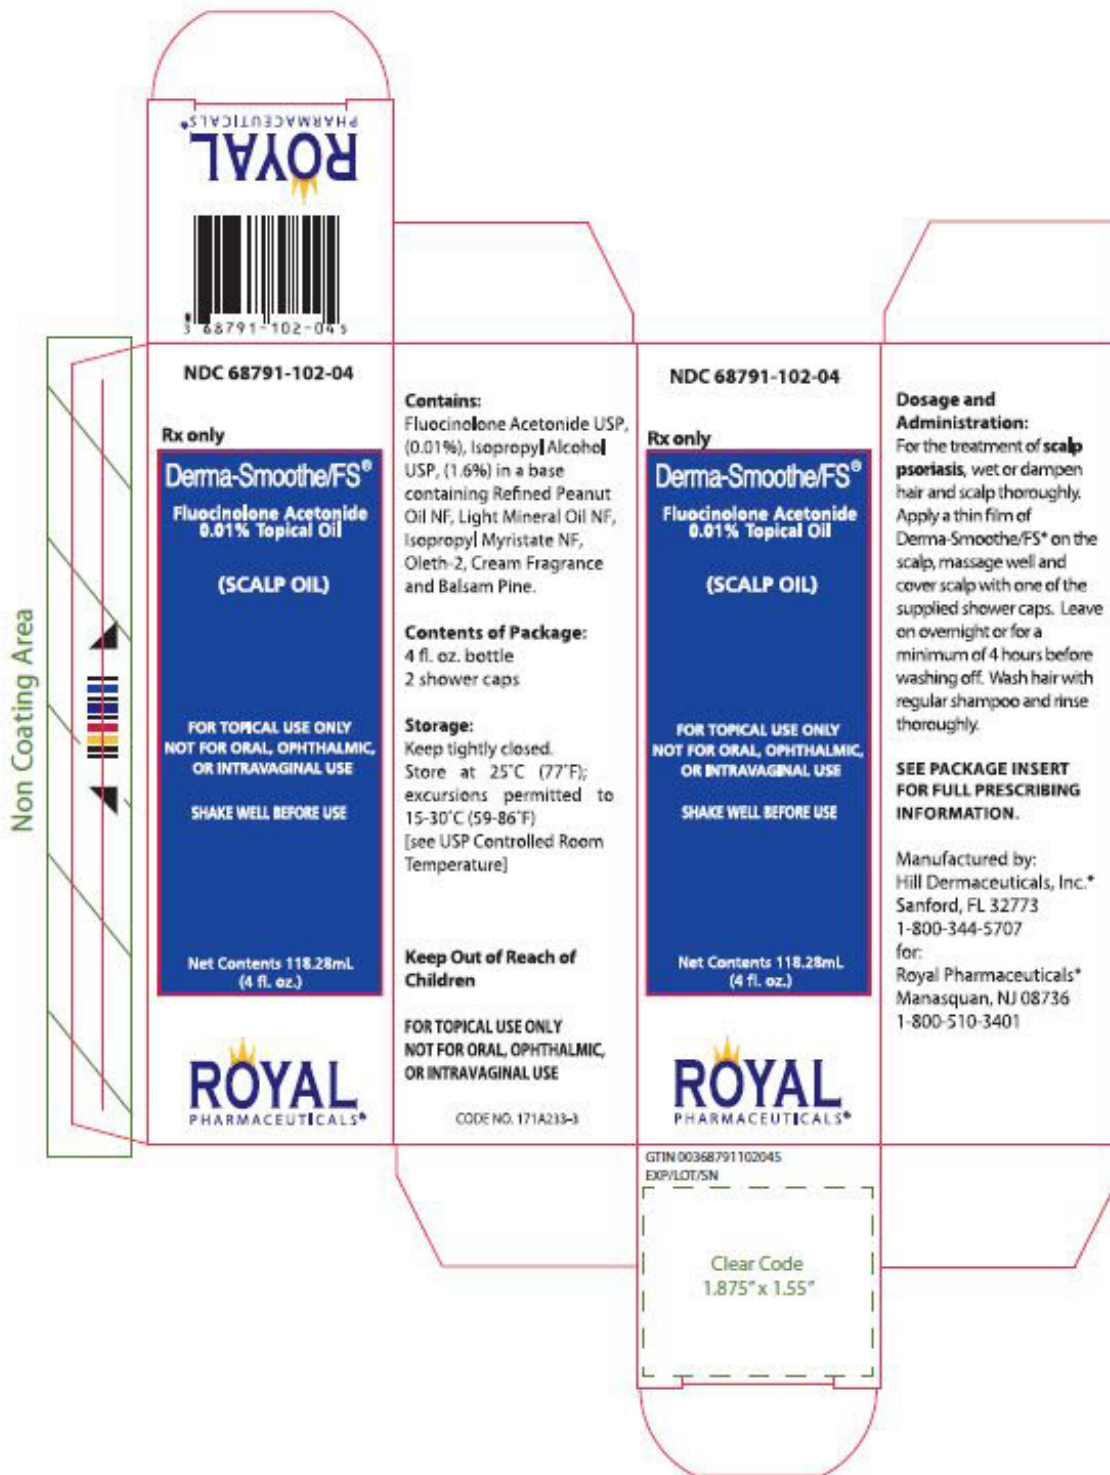 ROYAL
PHARMACEUTICALS®
3 68791-102-04 5
NDC 68791-102-04
Rx only
Derma-Smoothe/FS®
Fluocinolone Acetonide
0.01% Topical Oil
(SCALP OIL)
FOR TOPICAL USE ONLY
NOT FOR ORAL, OPHTHALMIC,
OR INTRAVAGINAL USE
SHAKE WELL BEFORE USE
Net Contents 118.28mL
(4 fl. oz.)
ROYAL
PHARMACEUTICALS®
Contains:
Fluocinolone Acetonide USP,
(0.01%), Isopropyl Alcohol
USP, (1.6%) in a base
containing Refined Peanut
Oil NF, Light Mineral Oil NF,
Isopropyl Myristate NF,
Oleth-2, Cream Fragrance
and Balsam Pine.
Contents of Package:
4 fl. oz. bottle
2 shower caps
Storage:
Keep tightly closed.
Store at 25˚C (77˚F);
excursions permitted to
15-30˚C (59-86˚F)
[see USP Controlled Room
Temperature]
Keep Out of Reach of
Children
FOR TOPICAL USE ONLY
NOT FOR ORAL, OPHTHALMIC,
OR INTRAVAGINAL USE
CODE NO. 171A233-3
NDC 68791-102-04
Rx only
Derma-Smoothe/FS®
Fluocinolone Acetonide
0.01% Topical Oil
(SCALP OIL)
FOR TOPICAL USE ONLY
NOT FOR ORAL, OPHTHALMIC,
OR INTRAVAGINAL USE
SHAKE WELL BEFORE USE
Net Contents 118.28mL
(4 fl. oz.)
ROYAL
PHARMACEUTICALS®
Dosage and
Administration:
For the treatment of scalp
psoriasis, wet or dampen
hair and scalp thoroughly.
Apply a thin film of
Derma-Smoothe/FS® on the
scalp, massage well and
cover scalp with one of the
supplied shower caps. Leave
on overnight or for a
minimum of 4 hours before
washing off. Wash hair with
regular shampoo and rinse
thoroughly.
SEE PACKAGE INSERT
FOR FULL PRESCRIBING
INFORMATION.
Manufactured by:
Hill Dermaceuticals, Inc.®
Sanford, FL 32773
1-800-344-5707
for:
Royal Pharmaceuticals®
Manasquan, NJ 08736
1-800-510-3401
GTIN 00368791102045
EXP/LOT/SN
Clear Code
1.875" x 1.55"
Non Coating Area